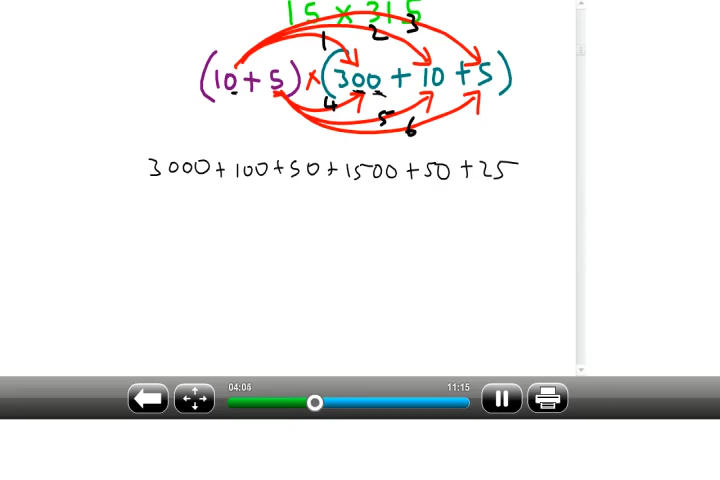 15 x 315
1 2 3
(10 + 5) x (300 + 10 + 5)
4 5 6
3000 + 100 + 50 + 1500 + 50 + 25
04:06 11:15